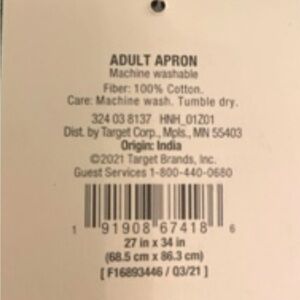 ADULT APRON
Machine washable
Fiber: 100% Cotton.
Care: Machine wash. Tumble dry.
324 03 8137 HNH_01Z01
Dist. by Target Corp., Mpls., MN 55403
Origin: India
©2021 Target Brands, Inc.
Guest Services 1-800-440-0680
1 91908 67418 6
27 in x 34 in
(68.5 cm x 86.3 cm)
[ F16893446 / Q3/21 ]